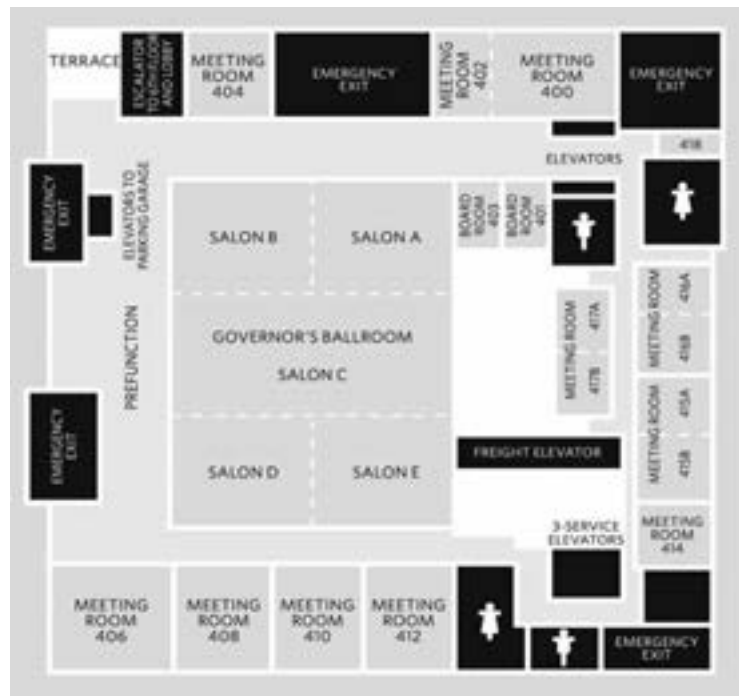 TERRACE
ESCALATOR
TO 6TH FLOOR
AND LOBBY
MEETING
ROOM
404
EMERGENCY
EXIT
MEETING
ROOM
402
MEETING
ROOM
400
EMERGENCY
EXIT
ELEVATORS
418
EMERGENCY
EXIT
ELEVATORS TO
PARKING GARAGE
SALON B
SALON A
BOARD
ROOM
403
BOARD
ROOM
401
MEETING ROOM
417A
417B
MEETING ROOM
416A
416B
PREFUNCTION
GOVERNOR'S BALLROOM
SALON C
MEETING ROOM
415A
415B
EMERGENCY
EXIT
SALON D
SALON E
FREIGHT ELEVATOR
3-SERVICE
ELEVATORS
MEETING
ROOM
414
MEETING
ROOM
406
MEETING
ROOM
408
MEETING
ROOM
410
MEETING
ROOM
412
EMERGENCY
EXIT